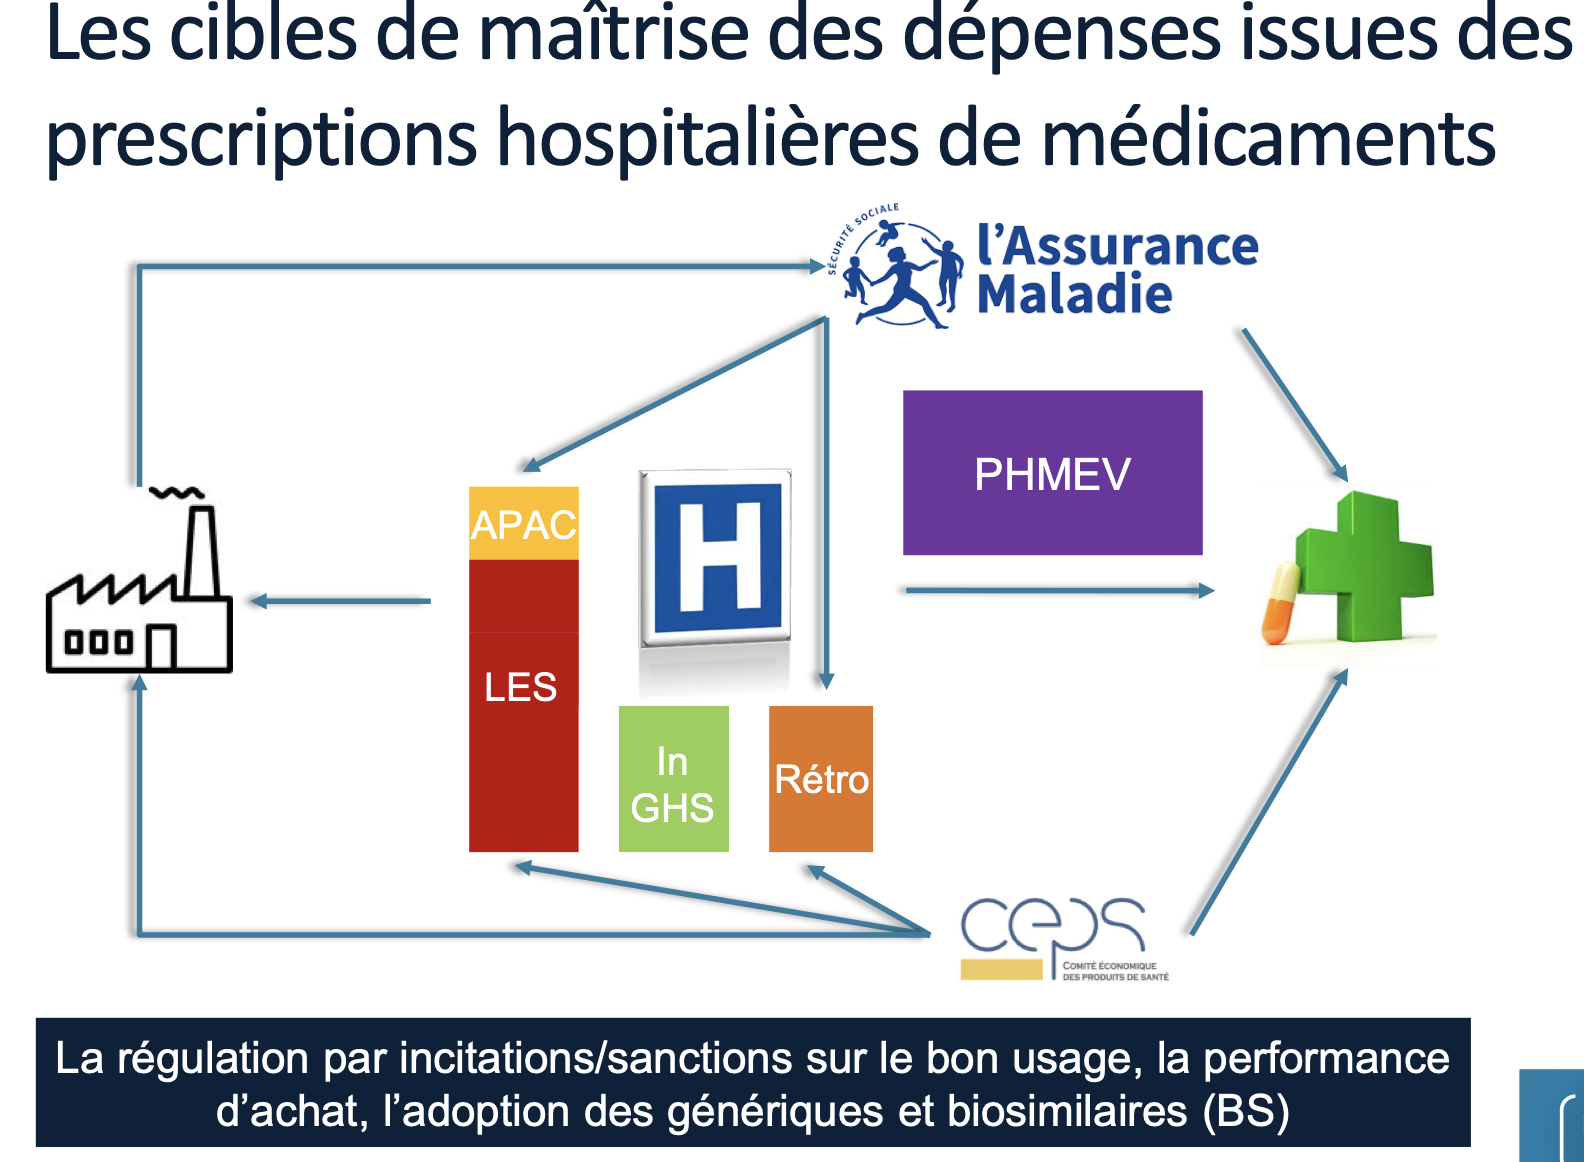 Les cibles de maîtrise des dépenses issues des
prescriptions hospitalières de médicaments
SÉCURITÉ SOCIALE
l'Assurance
Maladie
PHMEV
APAC
H
LES
In
GHS
Rétro
ceps
COMITÉ ÉCONOMIQUE
DES PRODUITS DE SANTÉ
La régulation par incitations/sanctions sur le bon usage, la performance
d'achat, l'adoption des génériques et biosimilaires (BS)